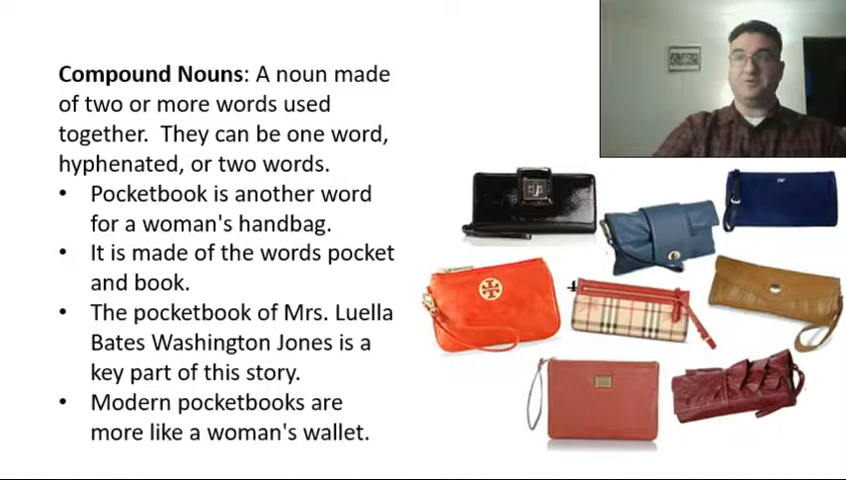 Compound Nouns: A noun made
of two or more words used
together. They can be one word,
hyphenated, or two words.
• Pocketbook is another word
for a woman's handbag.
• It is made of the words pocket
and book.
• The pocketbook of Mrs. Luella
Bates Washington Jones is a
key part of this story.
• Modern pocketbooks are
more like a woman's wallet.